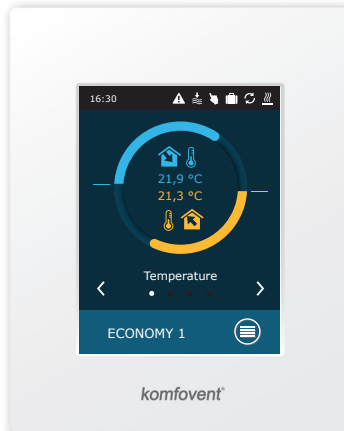 16:30
21,9 °C
21,3 °C
Temperature
ECONOMY 1
komfovent®